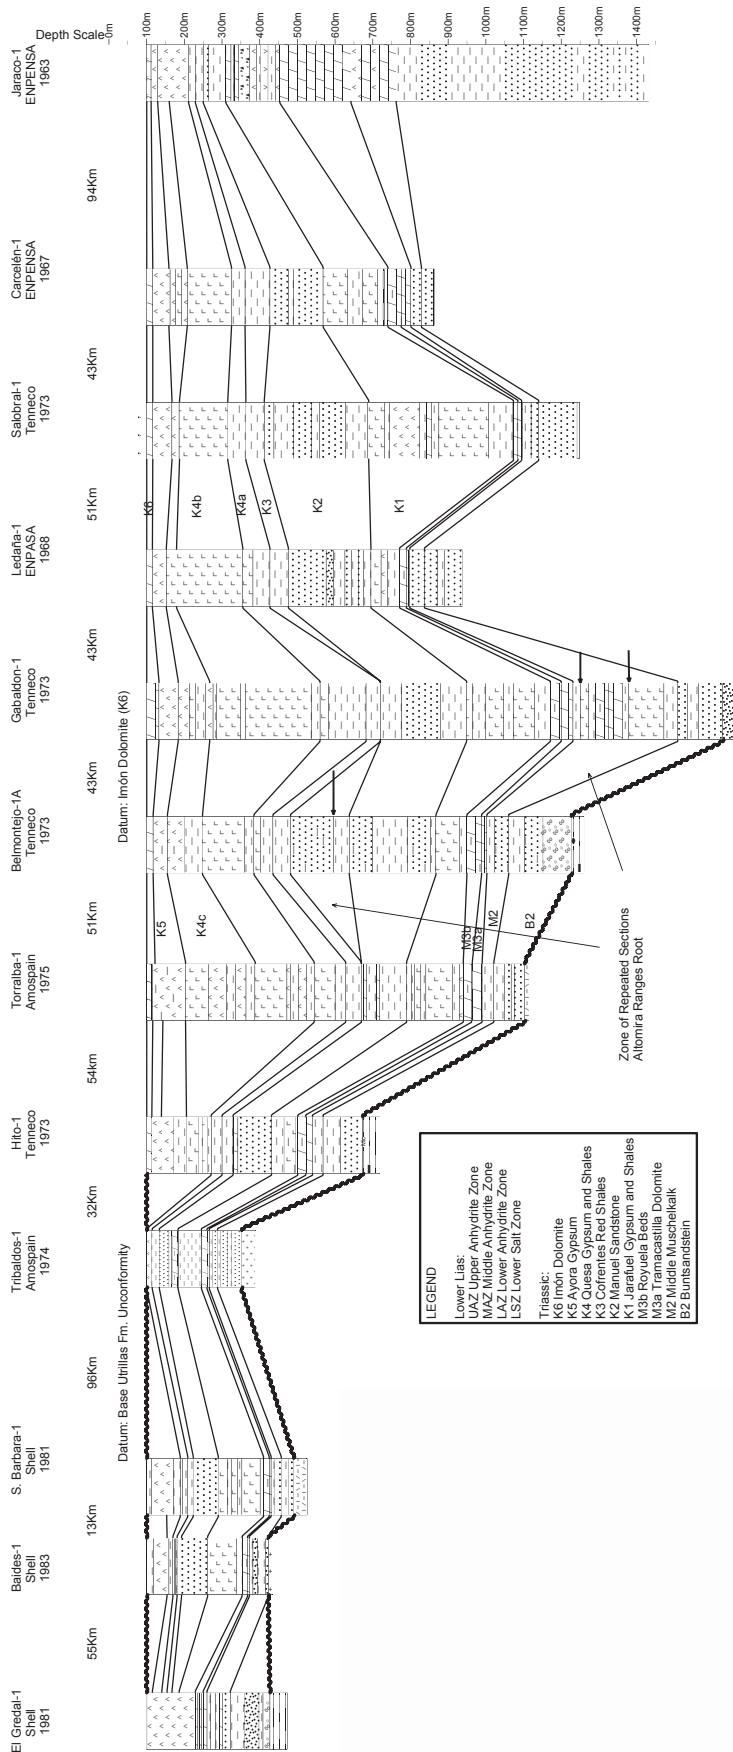 El Gredal-1
Shell
1981
55Km
Baides-1
Shell
1983
13Km
S. Barbara-1
Shell
1981
96Km
Tribaldos-1
Amospain
1974
32Km
Hito-1
Tenneco
1973
54Km
Torralba-1
Amospain
1975
51Km
Belmontejo-1A
Tenneco
1973
43Km
Gabaldon-1
Tenneco
1973
43Km
Ledaña-1
ENPASA
1968
51Km
Salobral-1
Tenneco
1973
43Km
Carcelén-1
ENPENSA
1967
94Km
Jaraco-1
ENPENSA
1963
Depth Scale
0m
100m
200m
300m
400m
500m
600m
700m
800m
900m
1000m
1100m
1200m
1300m
1400m
Datum: Base Utrillas Fm. Unconformity
Datum: Imón Dolomite (K6)
K5
K4c
K6
K4b
K4a
K3
K2
K1
M3b
M3a
M2
B2
Zone of Repeated Sections
Altomira Ranges Root
LEGEND
Lower Lias:
UAZ Upper Anhydrite Zone
MAZ Middle Anhydrite Zone
LAZ Lower Anhydrite Zone
LSZ Lower Salt Zone
Triassic:
K6 Imón Dolomite
K5 Ayora Gypsum
K4 Quesa Gypsum and Shales
K3 Cofrentes Red Shales
K2 Manuel Sandstone
K1 Jarafuel Gypsum and Shales
M3b Royuela Beds
M3a Tramacastilla Dolomite
M2 Middle Muschelkalk
B2 Buntsandstein